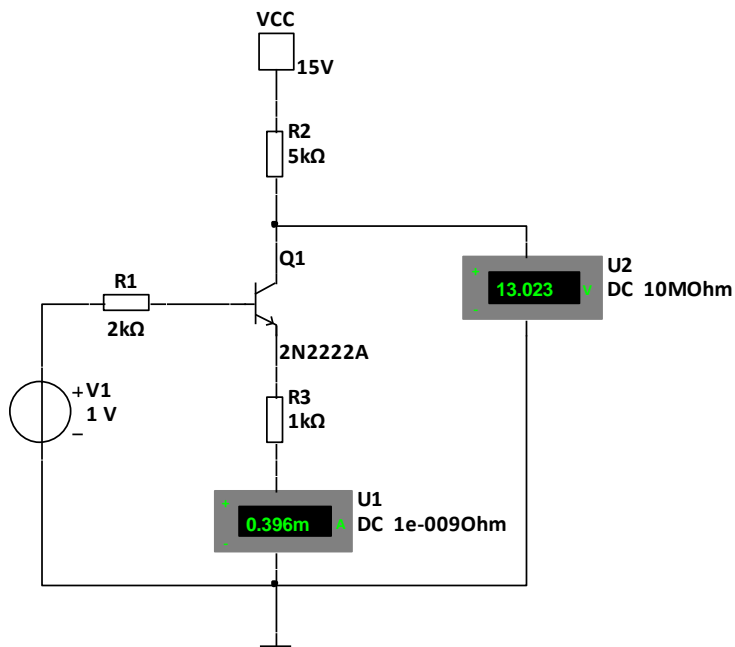 VCC
15V
R2
5kΩ
Q1
R1
2kΩ
2N2222A
+
13.023 V
-
U2
DC 10MOhm
+
V1
1 V
−
R3
1kΩ
+
0.396m A
-
U1
DC 1e-009Ohm